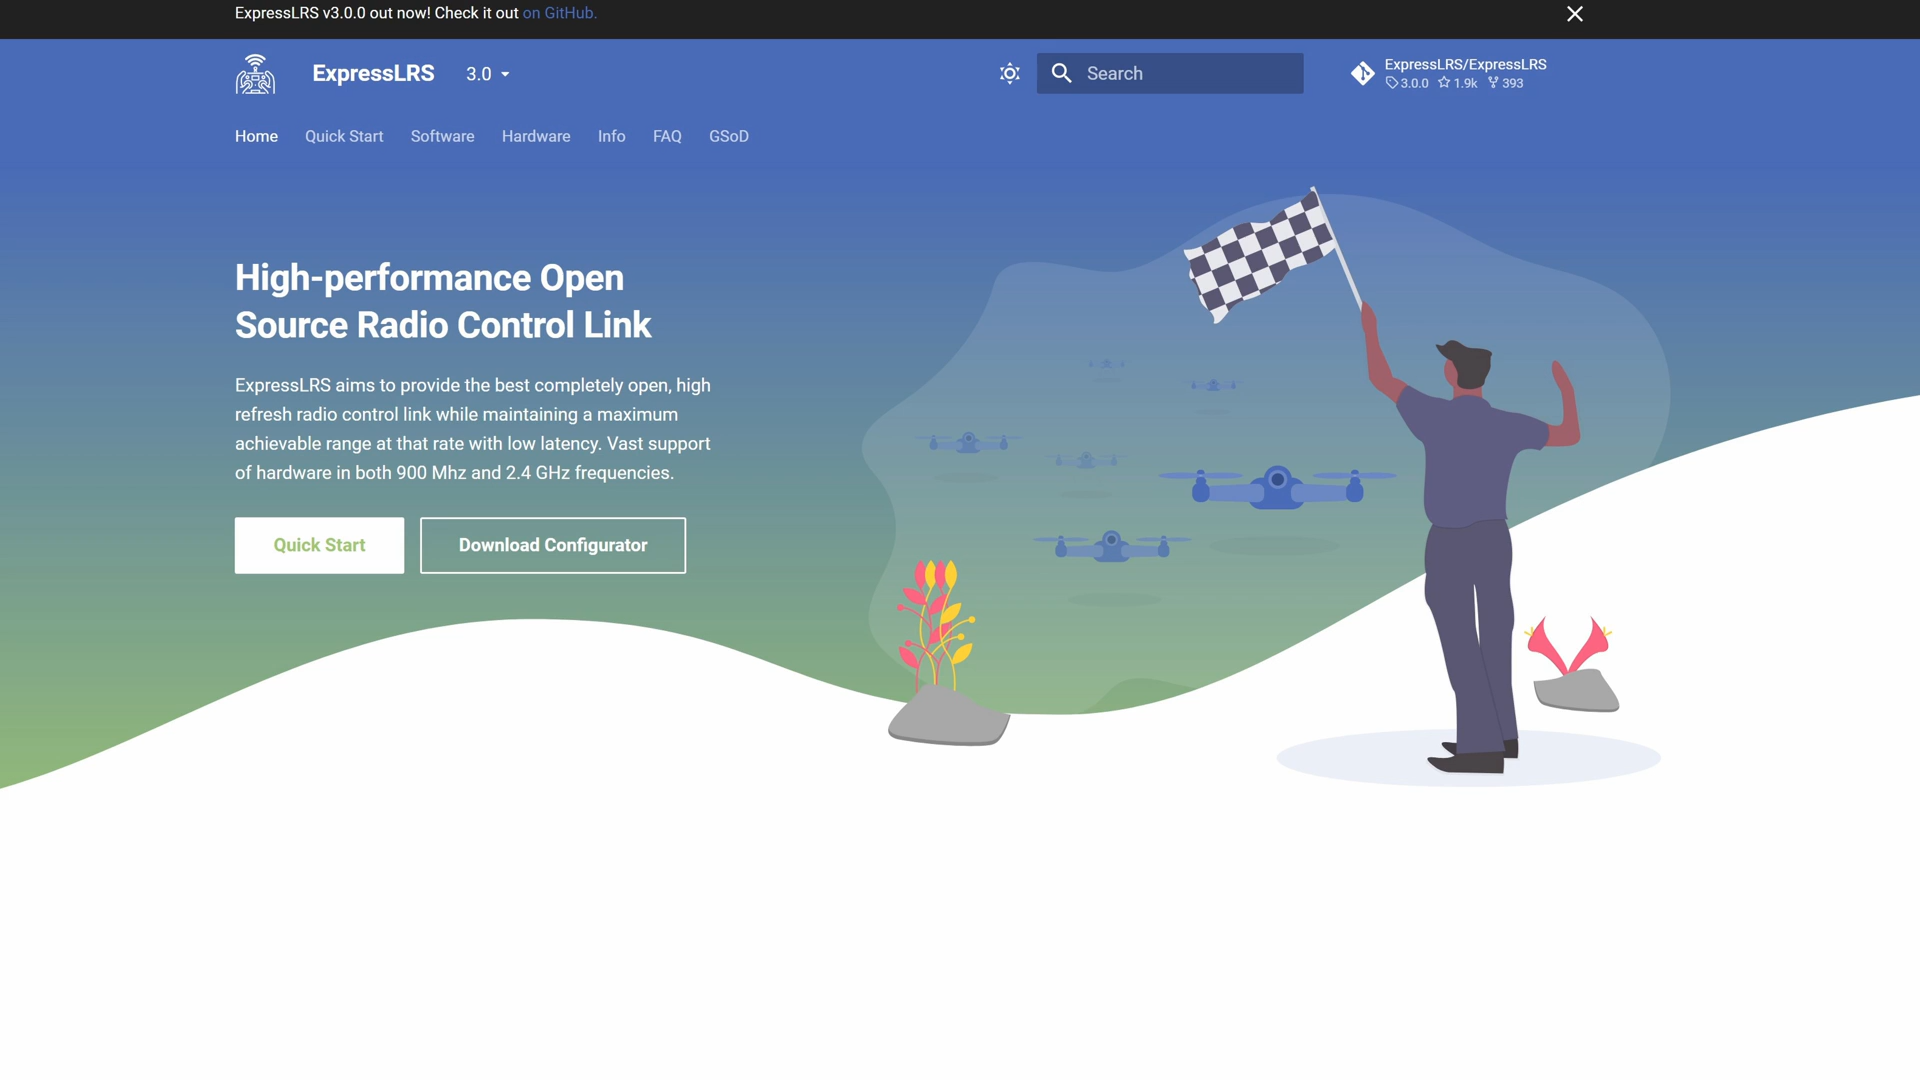 ExpressLRS v3.0.0 out now! Check it out on GitHub.
ExpressLRS
3.0
Search
ExpressLRS/ExpressLRS
3.0.0 1.9k 393
Home Quick Start Software Hardware Info FAQ GSoD
High-performance Open
Source Radio Control Link
ExpressLRS aims to provide the best completely open, high
refresh radio control link while maintaining a maximum
achievable range at that rate with low latency. Vast support
of hardware in both 900 Mhz and 2.4 GHz frequencies.
Quick Start
Download Configurator